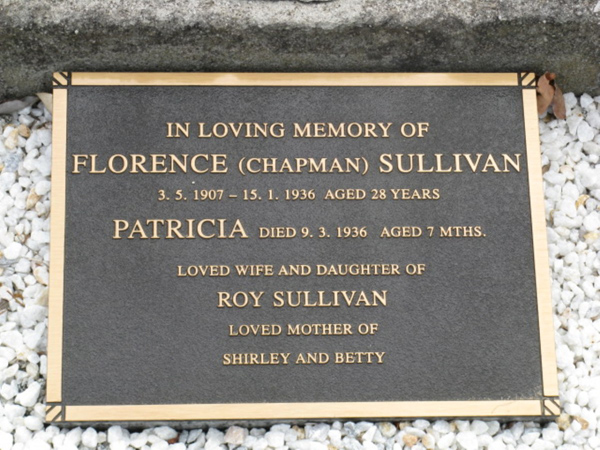 IN LOVING MEMORY OF
FLORENCE (CHAPMAN) SULLIVAN
3. 5. 1907 – 15. 1. 1936 AGED 28 YEARS
PATRICIA DIED 9. 3. 1936 AGED 7 MTHS.
LOVED WIFE AND DAUGHTER OF
ROY SULLIVAN
LOVED MOTHER OF
SHIRLEY AND BETTY